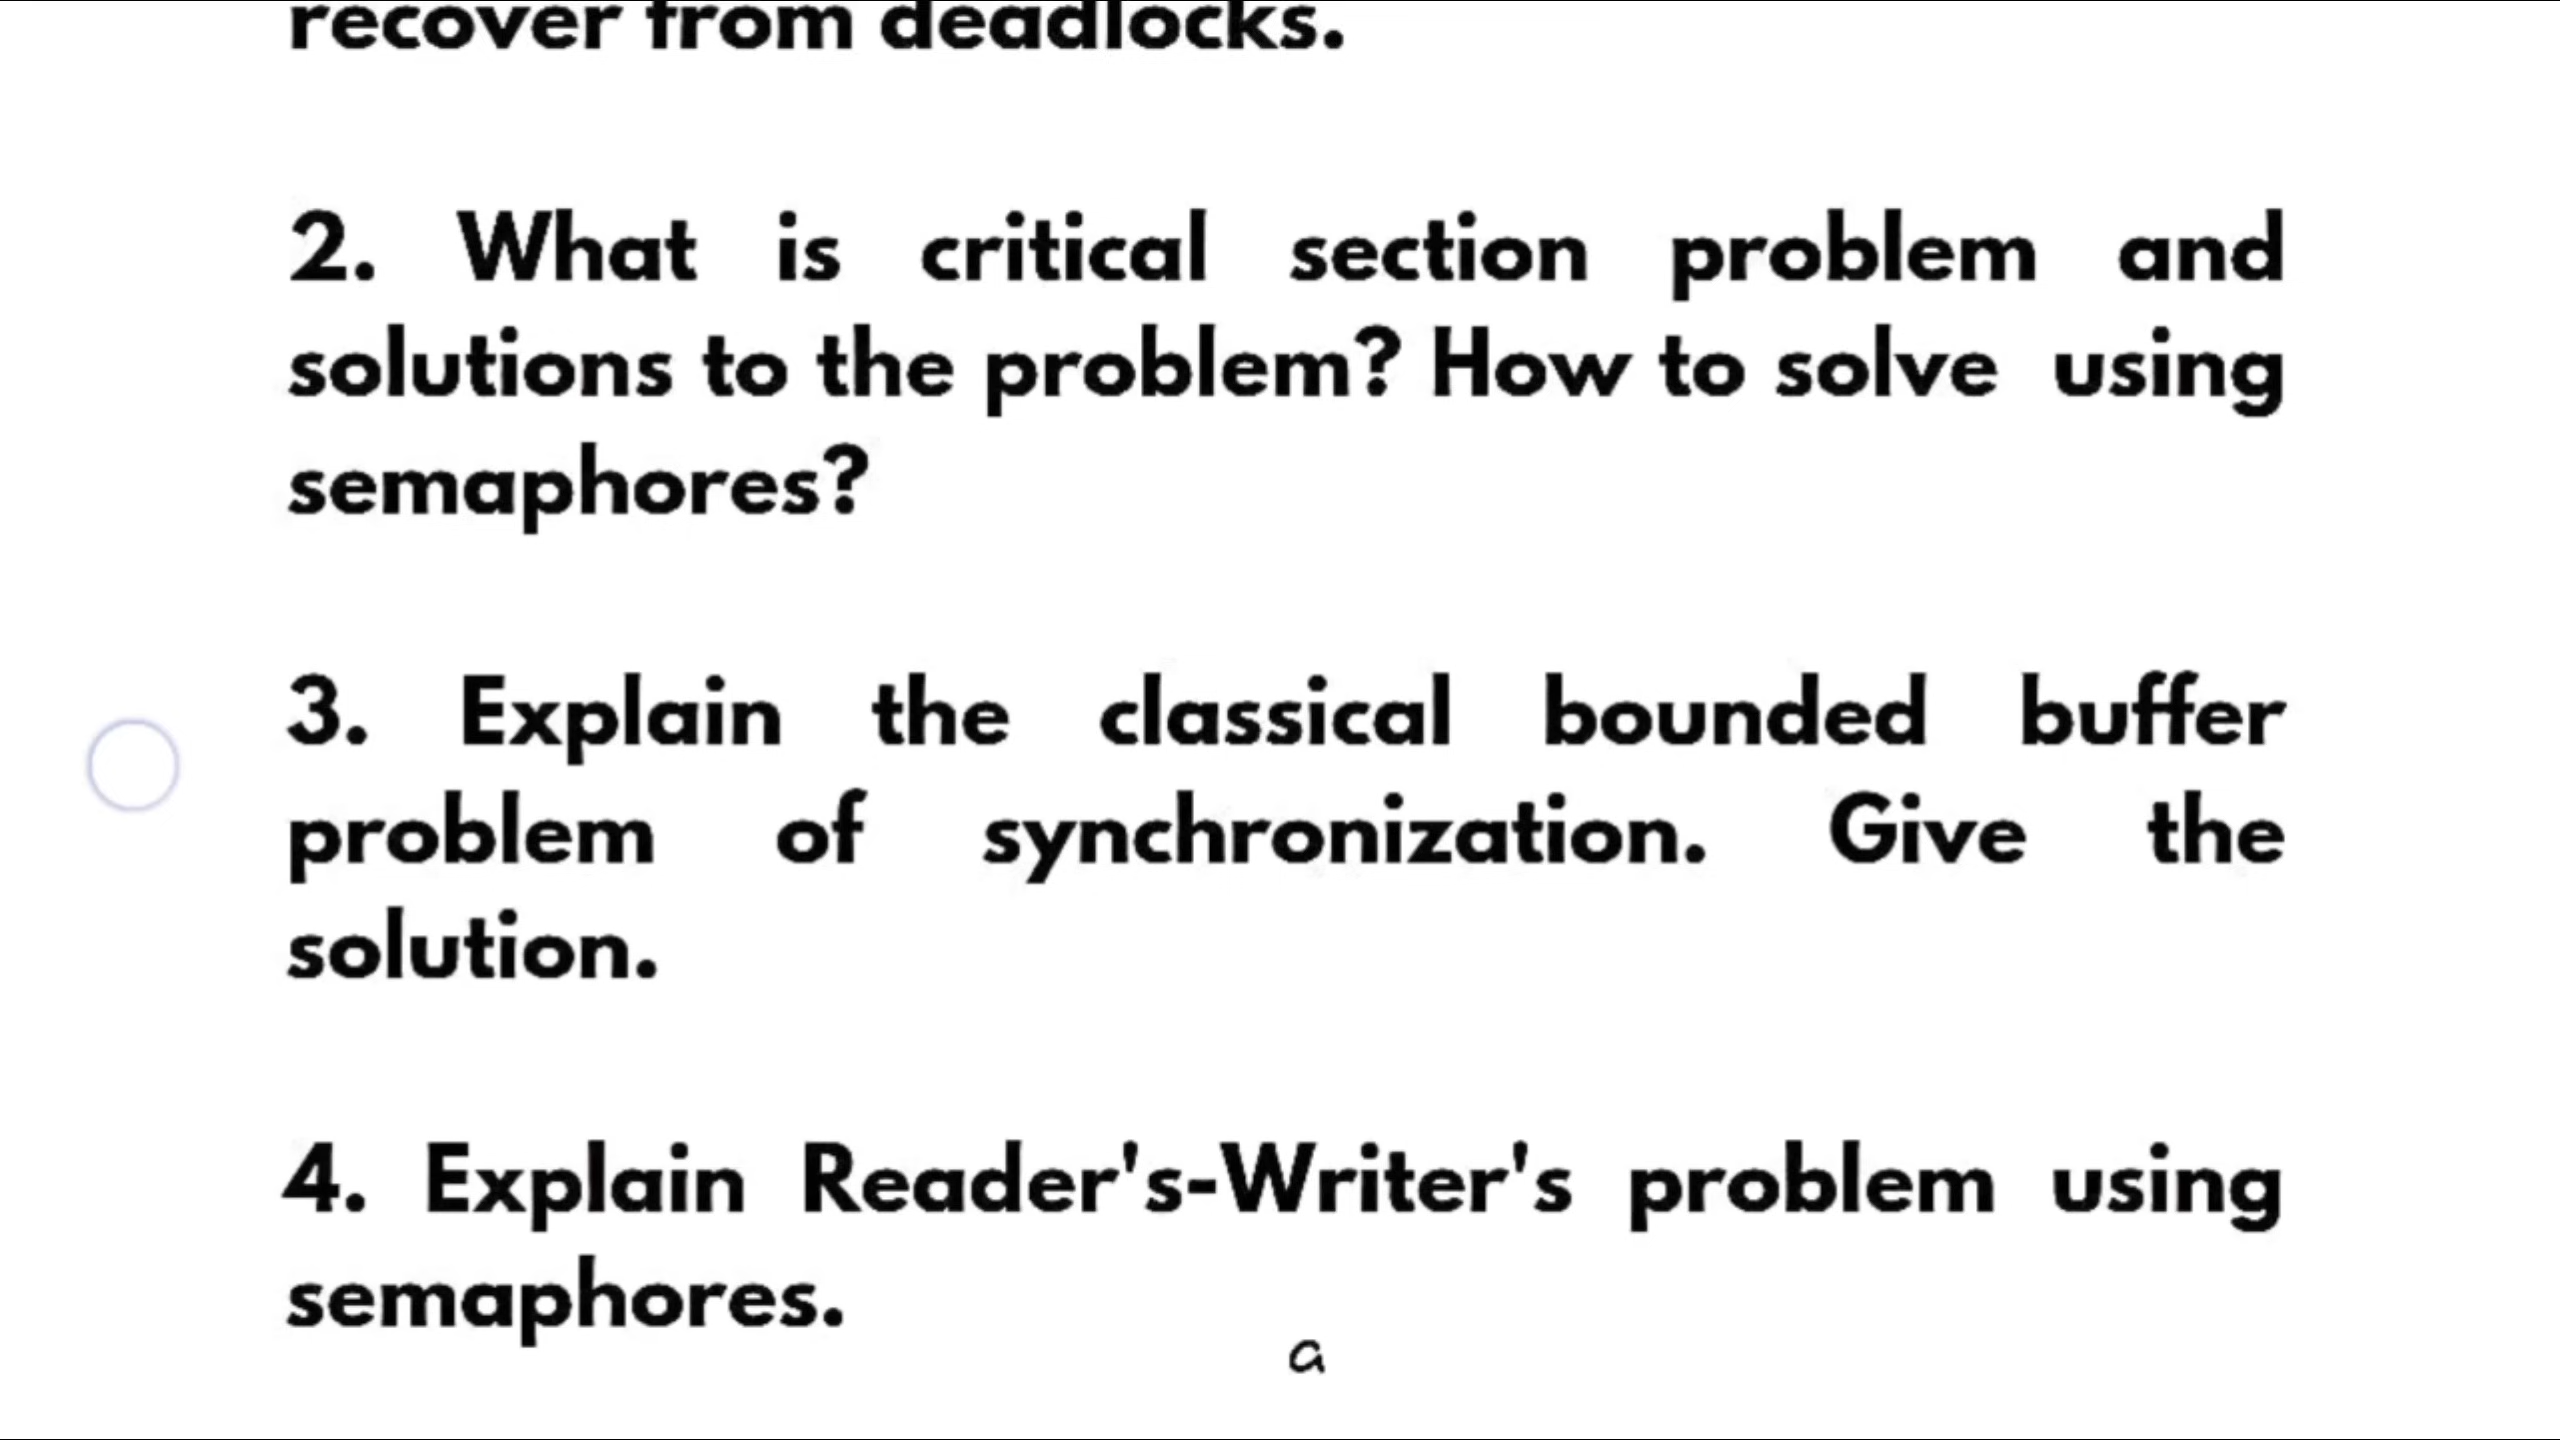 recover from deadlocks.
2. What is critical section problem and
solutions to the problem? How to solve using
semaphores?
3. Explain the classical bounded buffer
problem of synchronization. Give the
solution.
4. Explain Reader's-Writer's problem using
semaphores.
a